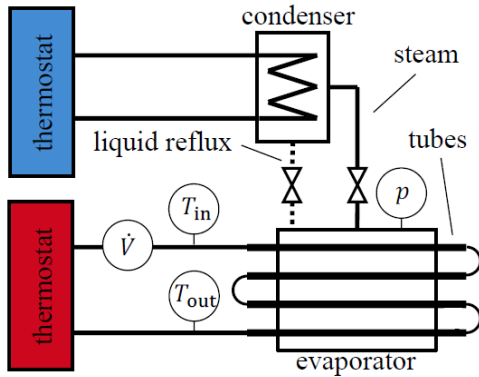 condenser
thermostat
steam
liquid reflux
tubes
T_in
p
V̇
thermostat
T_out
evaporator